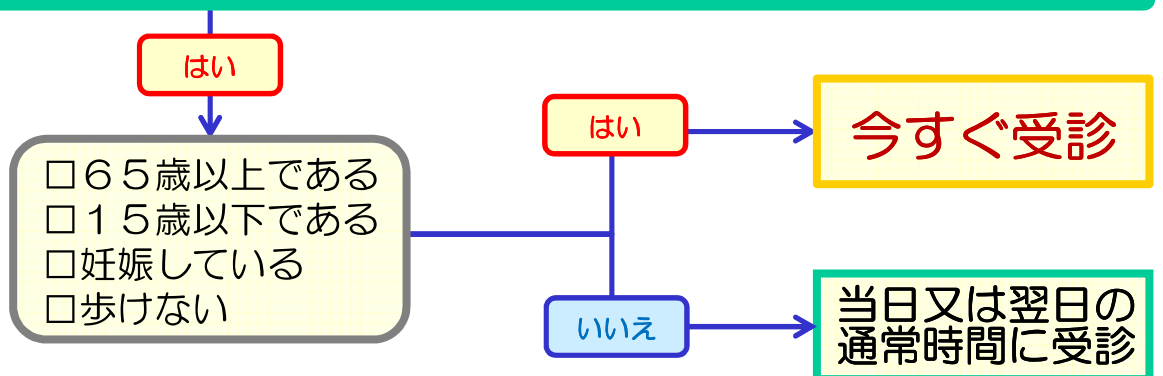 はい
□６５歳以上である
□１５歳以下である
□妊娠している
□歩けない
はい
今すぐ受診
いいえ
当日又は翌日の
通常時間に受診